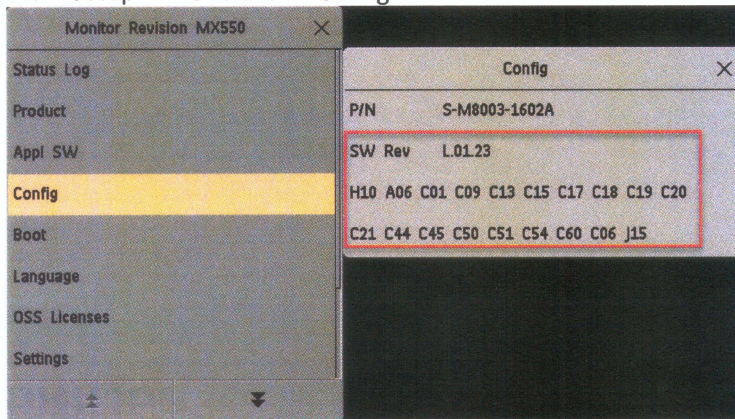 Monitor Revision MX550
Status Log
Product
Appl SW
Config
Boot
Language
OSS Licenses
Settings
Config
P/N S-M8003-1602A
SW Rev L.01.23
H10 A06 C01 C09 C13 C15 C17 C18 C19 C20
C21 C44 C45 C50 C51 C54 C60 C06 J15